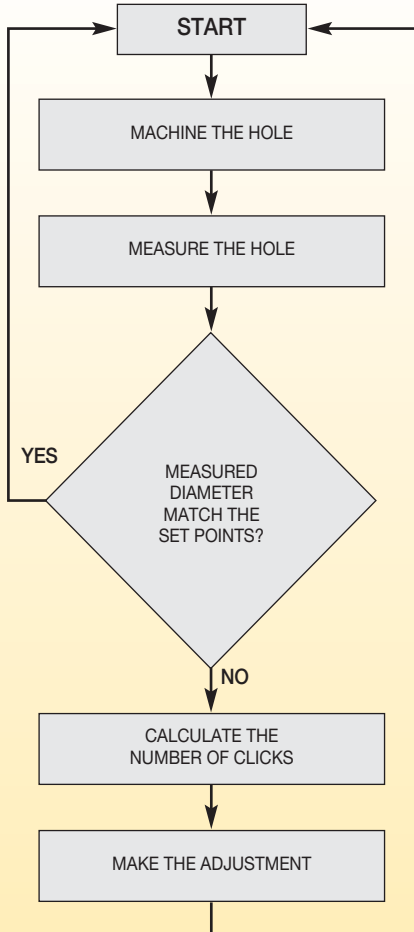 START
MACHINE THE HOLE
MEASURE THE HOLE
YES
MEASURED
DIAMETER
MATCH THE
SET POINTS?
NO
CALCULATE THE
NUMBER OF CLICKS
MAKE THE ADJUSTMENT